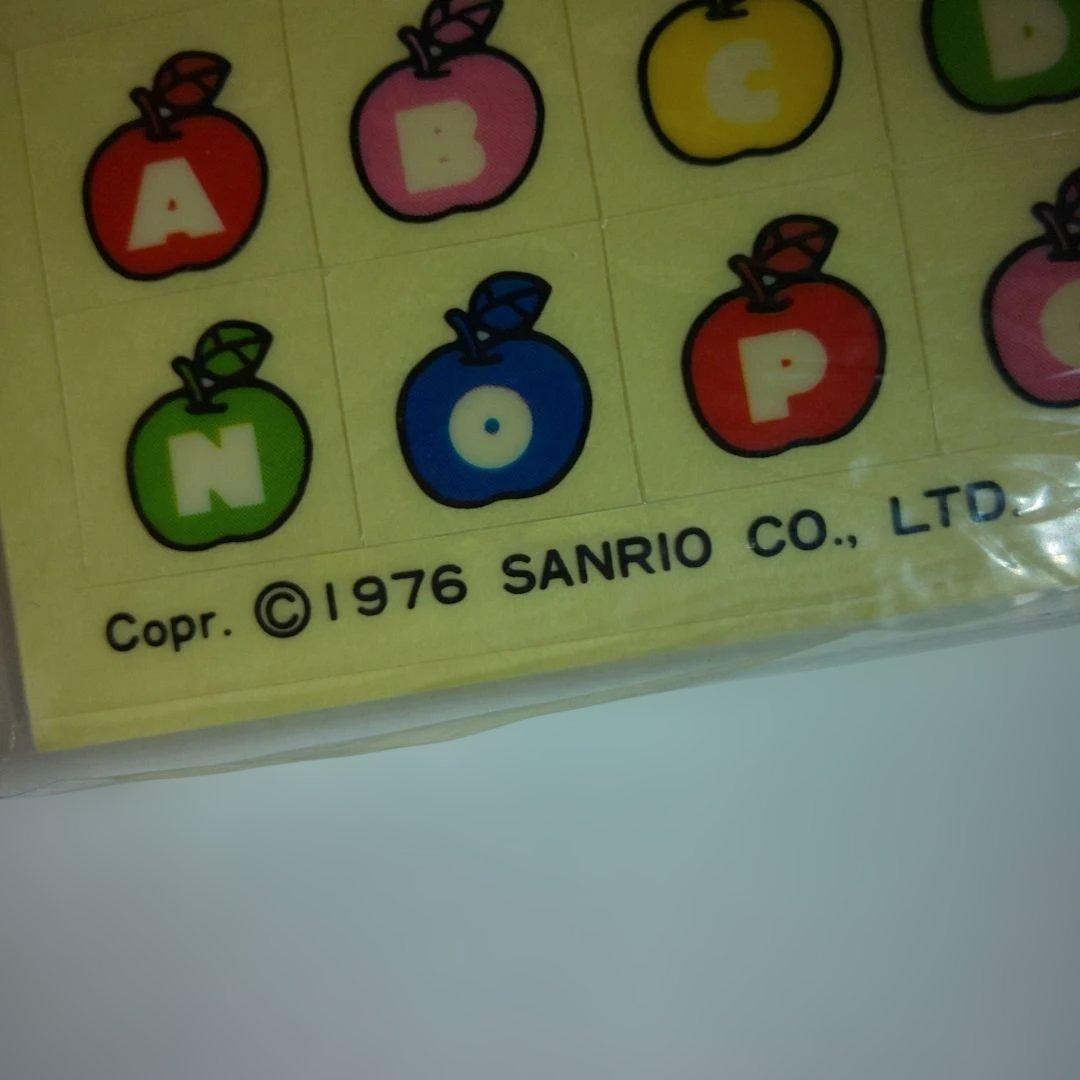 A B C D
N O P
Copr. ©1976 SANRIO CO., LTD.